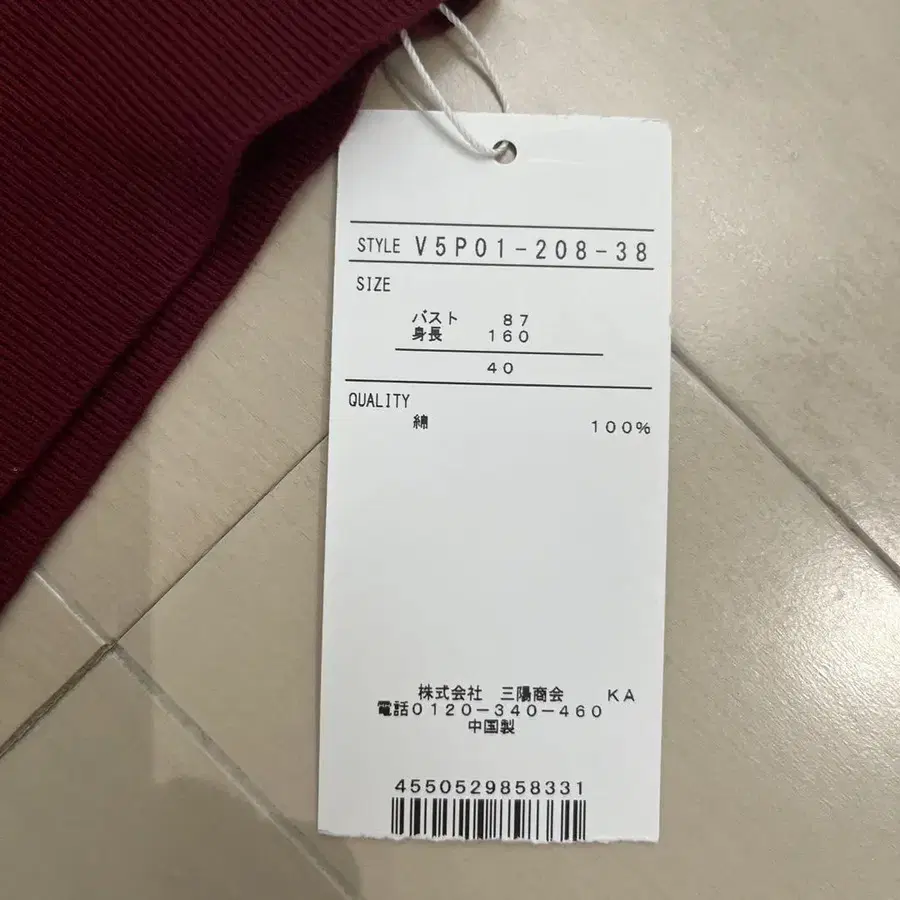 STYLE V5P01-208-38
SIZE
バスト 87
身長 160
40
QUALITY
綿 100%
株式会社 三陽商会 KA
電話0120-340-460
中国製
4550529858331